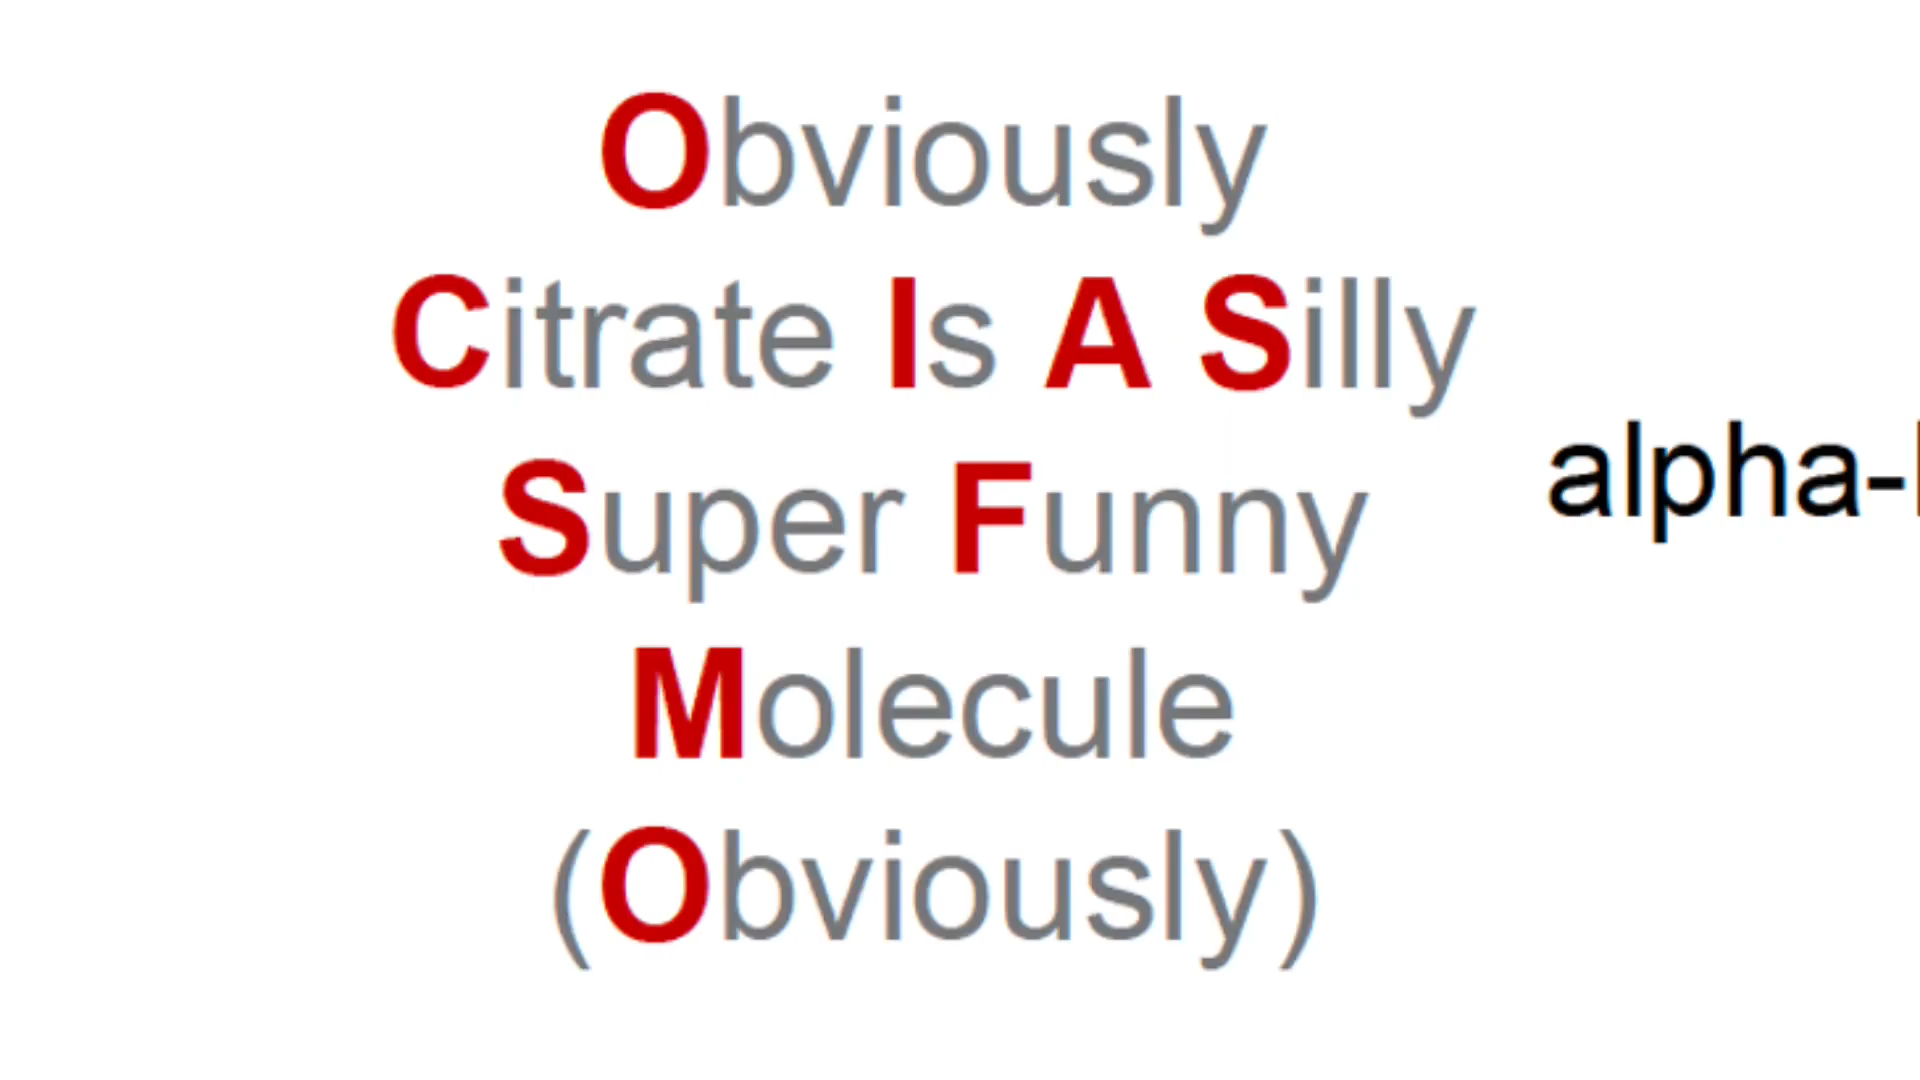 Obviously
Citrate Is A Silly
alpha-
Super Funny
Molecule
(Obviously)